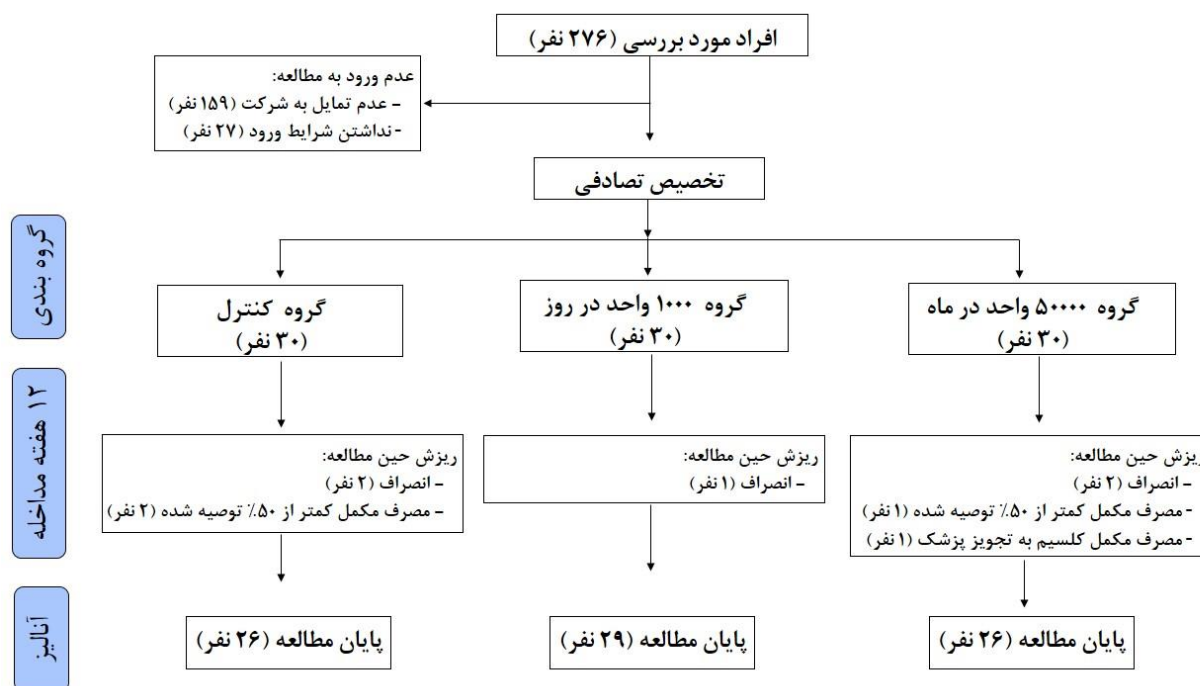 افراد مورد بررسی (۲۷۶ نفر)
عدم ورود به مطالعه:
- عدم تمایل به شرکت (۱۵۹ نفر)
- نداشتن شرایط ورود (۲۷ نفر)
تخصیص تصادفی
گروه بندی
گروه ۵۰۰۰۰ واحد در ماه
(۳۰ نفر)
گروه ۱۰۰۰ واحد در روز
(۳۰ نفر)
گروه کنترل
(۳۰ نفر)
۱۲ هفته مداخله
ریزش حین مطالعه:
- انصراف (۲ نفر)
- مصرف مکمل کمتر از ۵۰٪ توصیه شده (۱ نفر)
- مصرف مکمل کلسیم به تجویز پزشک (۱ نفر)
ریزش حین مطالعه:
- انصراف (۱ نفر)
ریزش حین مطالعه:
- انصراف (۲ نفر)
- مصرف مکمل کمتر از ۵۰٪ توصیه شده (۲ نفر)
آنالیز
پایان مطالعه (۲۶ نفر)
پایان مطالعه (۲۹ نفر)
پایان مطالعه (۲۶ نفر)